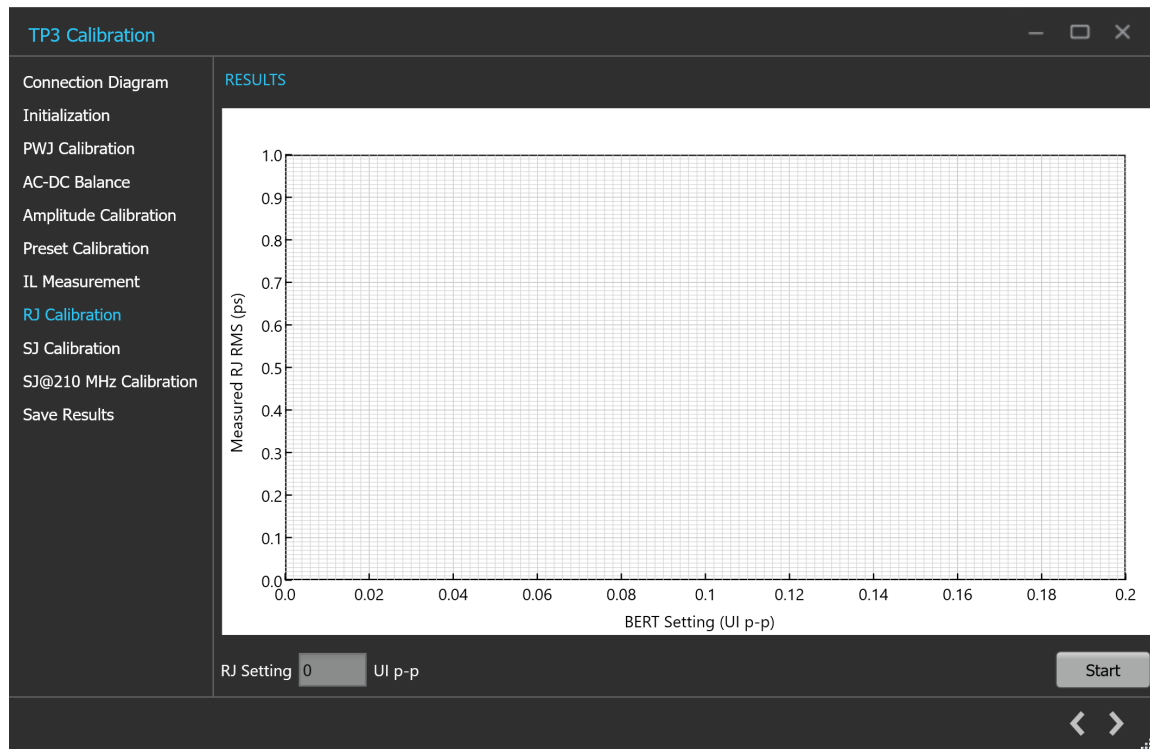 TP3 Calibration
Connection Diagram
Initialization
PWJ Calibration
AC-DC Balance
Amplitude Calibration
Preset Calibration
IL Measurement
RJ Calibration
SJ Calibration
SJ@210 MHz Calibration
Save Results
RESULTS
Measured RJ RMS (ps)
1.0
0.9
0.8
0.7
0.6
0.5
0.4
0.3
0.2
0.1
0.0
0.0 0.02 0.04 0.06 0.08 0.1 0.12 0.14 0.16 0.18 0.2
BERT Setting (UI p-p)
RJ Setting 0 UI p-p
Start